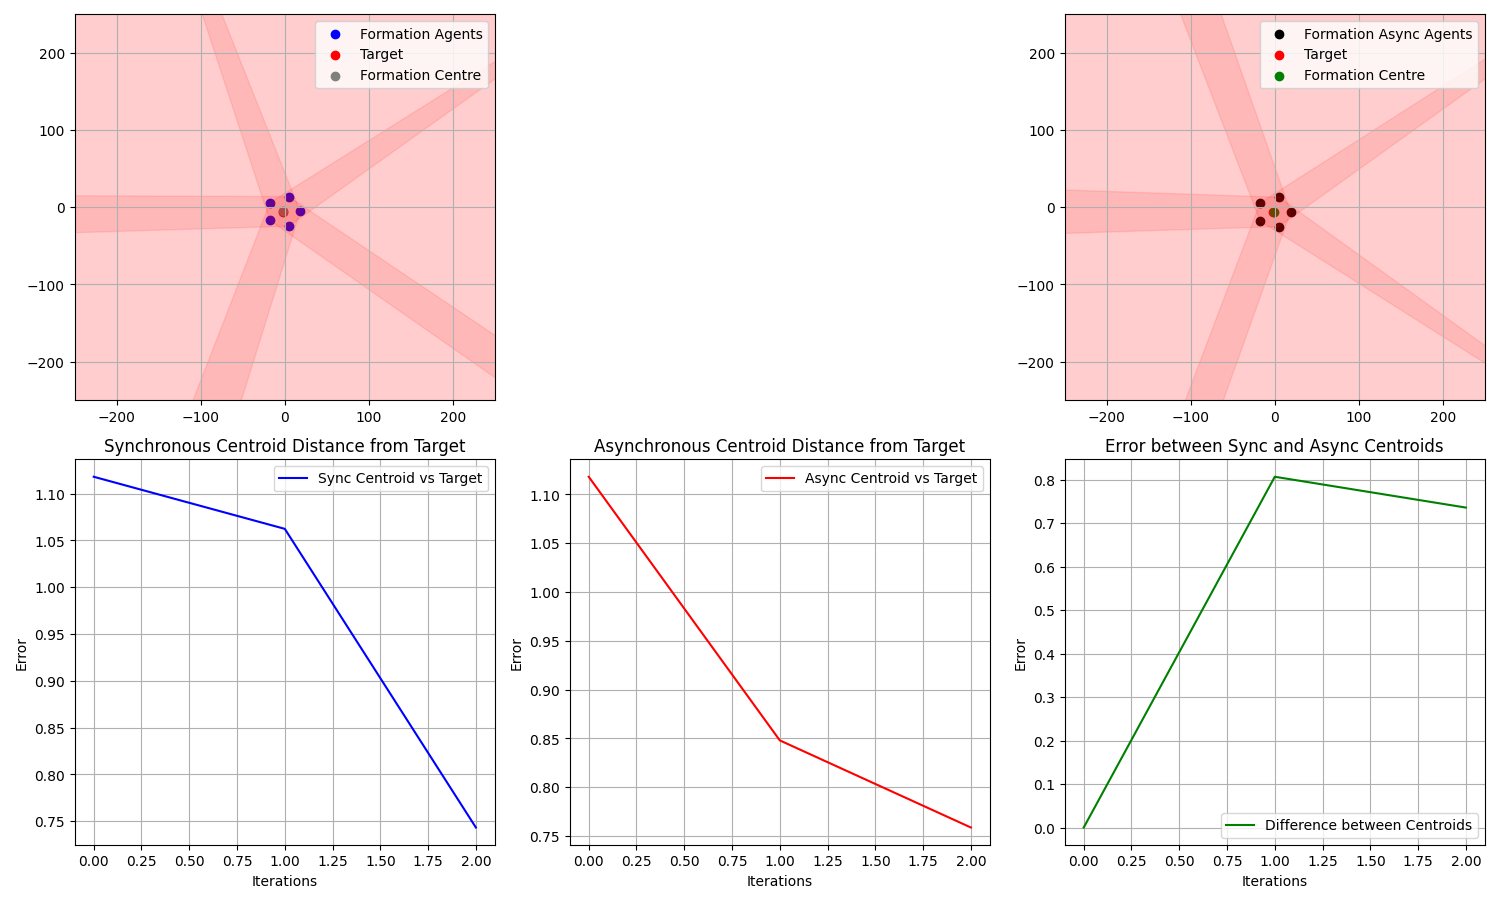 Formation Agents
Target
Formation Centre
200
100
0
−100
−200
−200 −100 0 100 200
Formation Async Agents
Target
Formation Centre
200
100
0
−100
−200
−200 −100 0 100 200
Synchronous Centroid Distance from Target
Sync Centroid vs Target
1.10
1.05
1.00
0.95
0.90
0.85
0.80
0.75
Error
0.00 0.25 0.50 0.75 1.00 1.25 1.50 1.75 2.00
Iterations
Asynchronous Centroid Distance from Target
Async Centroid vs Target
1.10
1.05
1.00
0.95
0.90
0.85
0.80
0.75
Error
0.00 0.25 0.50 0.75 1.00 1.25 1.50 1.75 2.00
Iterations
Error between Sync and Async Centroids
0.8
0.7
0.6
0.5
0.4
0.3
0.2
0.1
0.0
Error
Difference between Centroids
0.00 0.25 0.50 0.75 1.00 1.25 1.50 1.75 2.00
Iterations